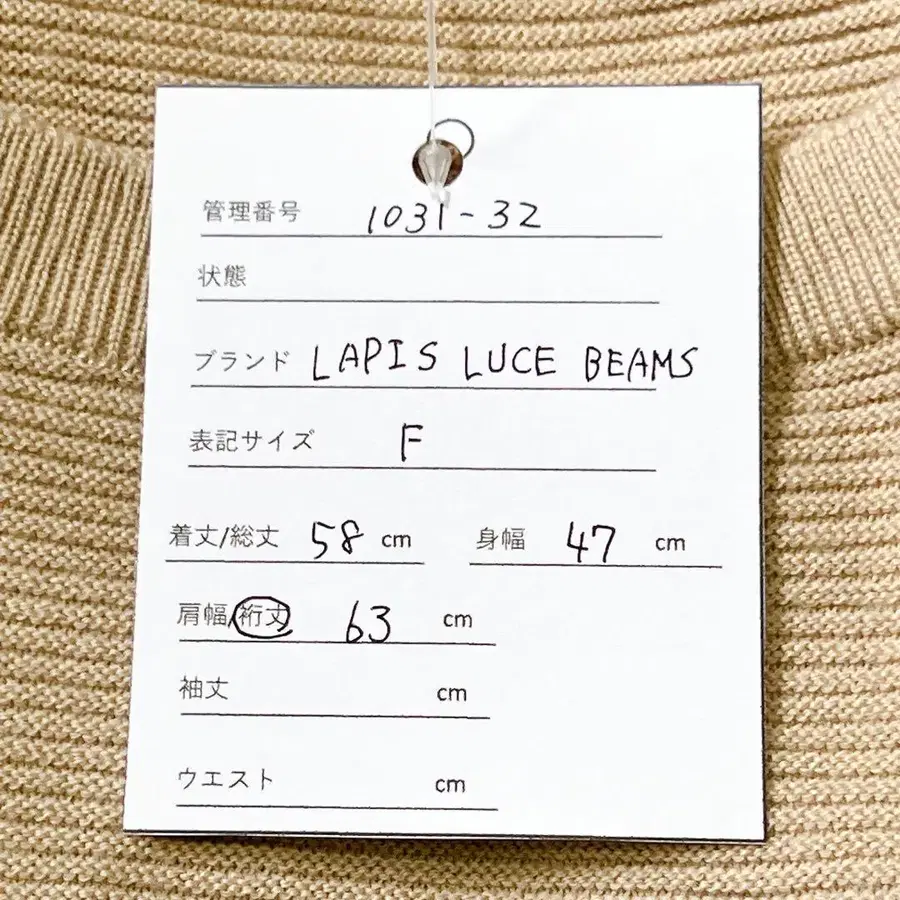 管理番号 1031-32
状態
ブランド LAPIS LUCE BEAMS
表記サイズ F
着丈/総丈 58 cm 身幅 47 cm
肩幅/裄丈 63 cm
袖丈 cm
ウエスト cm